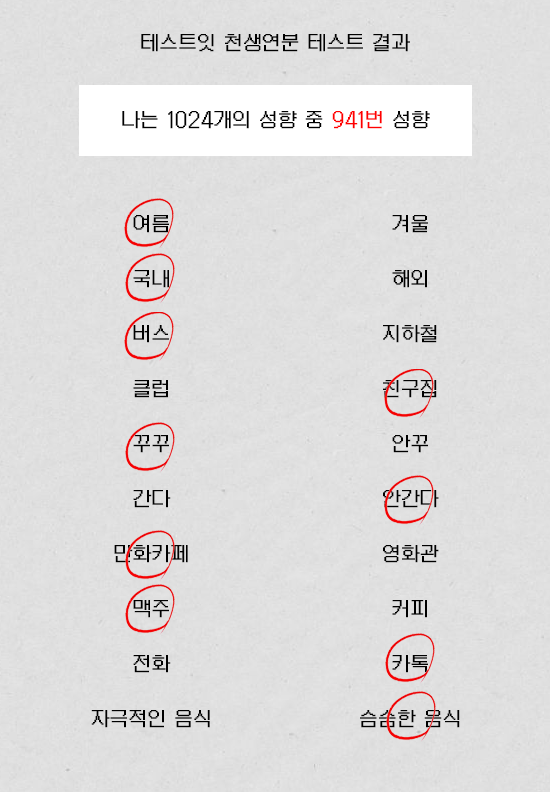 테스트잇 천생연분 테스트 결과
나는 1024개의 성향 중 941번 성향
여름 겨울
국내 해외
버스 지하철
클럽 친구집
꾸꾸 안꾸
간다 안간다
만화카페 영화관
맥주 커피
전화 카톡
자극적인 음식 슴슴한 음식